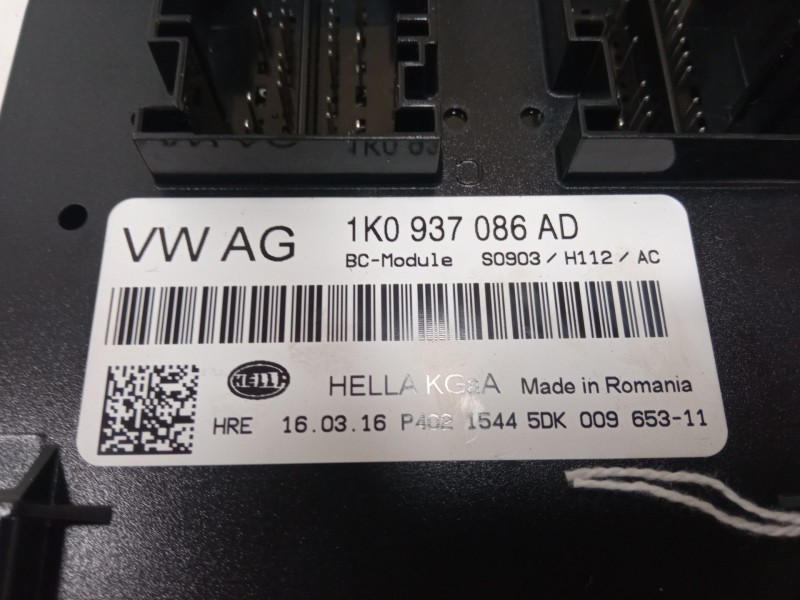 VW AG
1K0 937 086 AD
BC-Module S0903 / H112 / AC
HELLA
HELLA KGaA Made in Romania
HRE 16.03.16 P402 1544 5DK 009 653-11